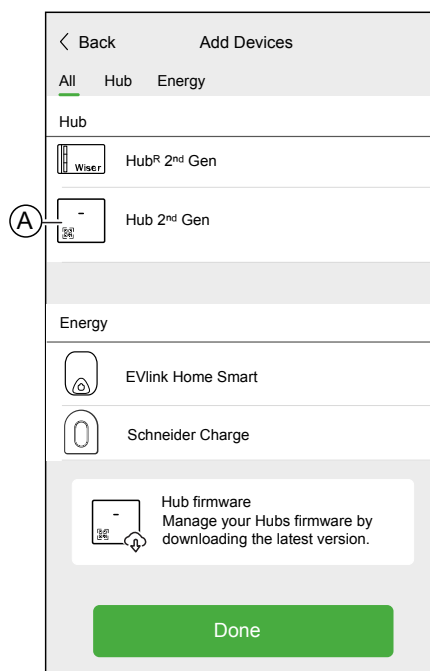 Back Add Devices
All Hub Energy
Hub
Wiser
Hubᴿ 2ⁿᵈ Gen
A
Hub 2ⁿᵈ Gen
Energy
EVlink Home Smart
Schneider Charge
Hub firmware
Manage your Hubs firmware by
downloading the latest version.
Done